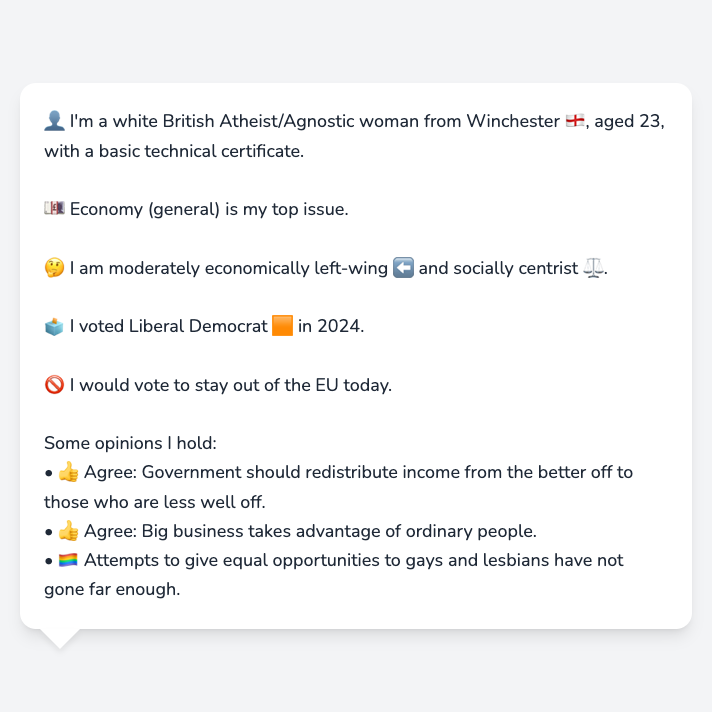 👤 I'm a white British Atheist/Agnostic woman from Winchester 🏴󠁧󠁢󠁥󠁮󠁧󠁿, aged 23,
with a basic technical certificate.
💷 Economy (general) is my top issue.
🤔 I am moderately economically left-wing ⬅️ and socially centrist ⚖️.
🗳️ I voted Liberal Democrat 🟧 in 2024.
🚫 I would vote to stay out of the EU today.
Some opinions I hold:
• 👍 Agree: Government should redistribute income from the better off to
those who are less well off.
• 👍 Agree: Big business takes advantage of ordinary people.
• 🏳️‍🌈 Attempts to give equal opportunities to gays and lesbians have not
gone far enough.